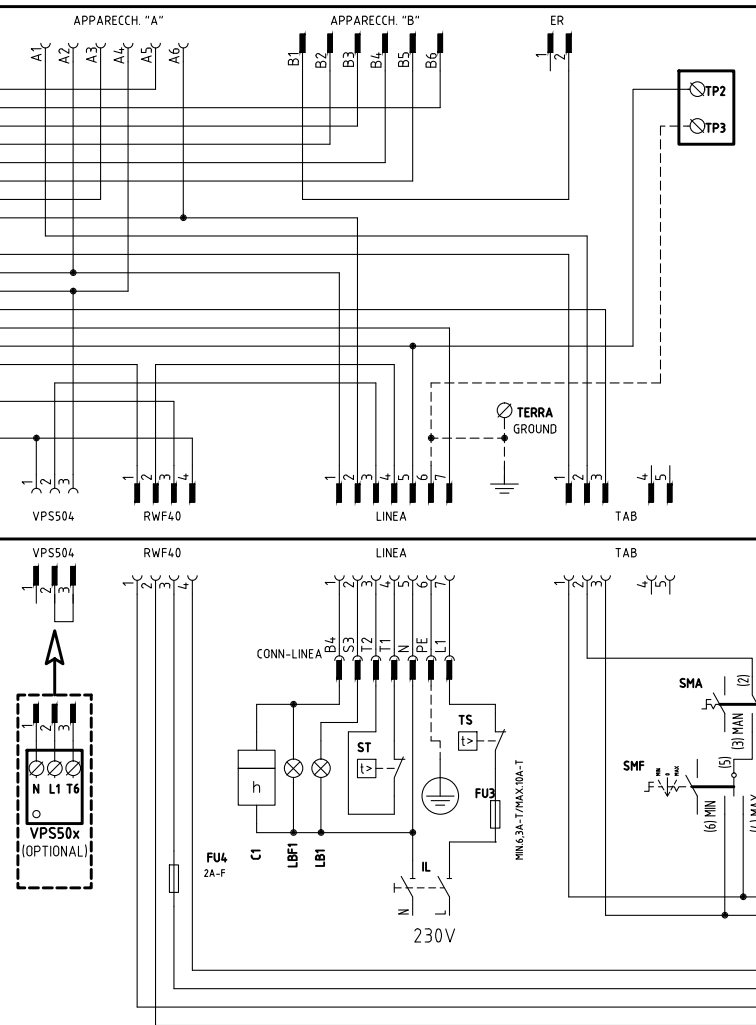 APPARECCH. "A"
APPARECCH. "B"
ER
A1
A2
A3
A4
A5
A6
B1
B2
B3
B4
B5
B6
1
2
TP2
TP3
TERRA
GROUND
1
2
3
1
2
3
4
1
2
3
4
5
6
7
1
2
3
4
5
VPS504
RWF40
LINEA
TAB
VPS504
RWF40
LINEA
TAB
1
2
3
1
2
3
4
1
2
3
4
5
6
7
1
2
3
4
5
CONN-LINEA
B4
S3
T2
T1
N
PE
L1
SMA
(2)
(3) MAN
SMF
MIN
0
MAX
(5)
(6) MIN
(4) MAX
1
2
3
N L1 T6
VPS50x
(OPTIONAL)
ST
t>
TS
t>
h
FU3
MIN.6,3A-T/MAX.10A-T
FU4
2A-F
C1
LBF1
LB1
IL
N
L
230V